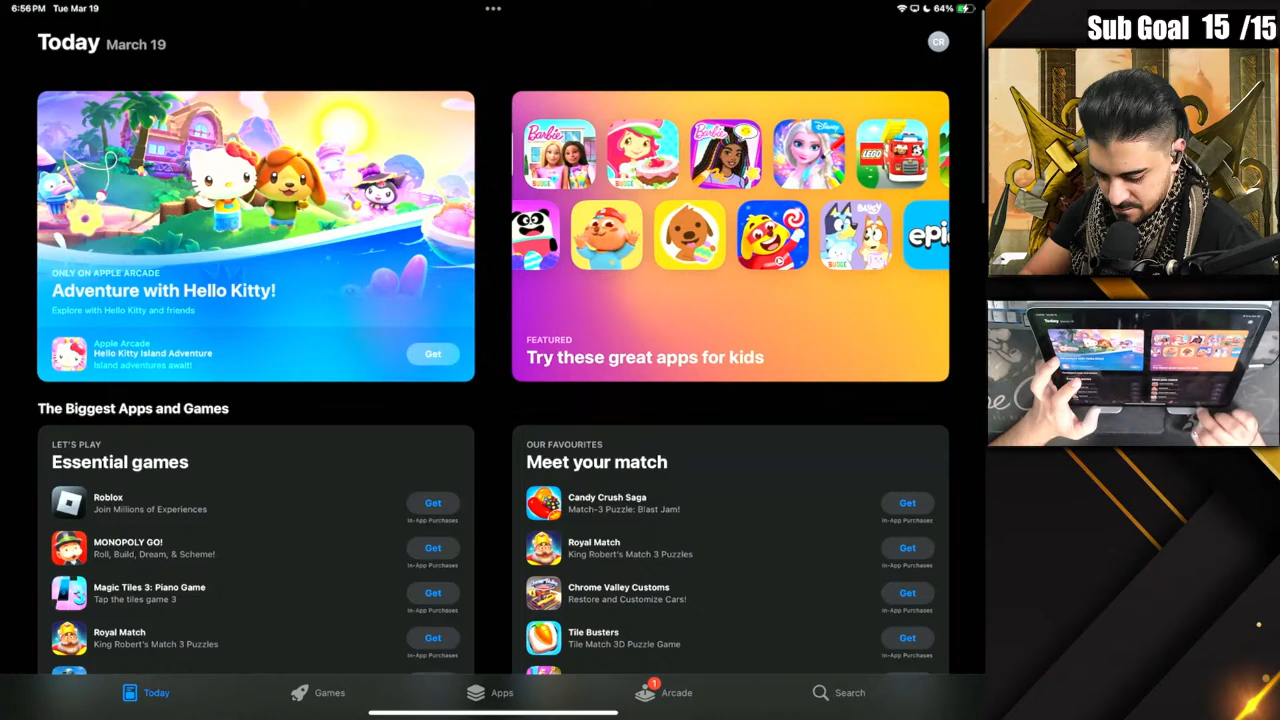 6:56 PM Tue Mar 19
64%
Sub Goal 15 /15
Today March 19
CR
ONLY ON APPLE ARCADE
Adventure with Hello Kitty!
Explore with Hello Kitty and friends
Apple Arcade
Hello Kitty Island Adventure
Island adventures await!
Get
Barbie
BUDGE
Barbie
Disney
LEGO
BLUEY
BUDGE
epic
FEATURED
Try these great apps for kids
The Biggest Apps and Games
LET'S PLAY
Essential games
Roblox
Join Millions of Experiences
Get
In-App Purchases
MONOPOLY GO!
Roll, Build, Dream, & Scheme!
Get
In-App Purchases
Magic Tiles 3: Piano Game
Tap the tiles game 3
Get
In-App Purchases
Royal Match
King Robert's Match 3 Puzzles
Get
In-App Purchases
OUR FAVOURITES
Meet your match
Candy Crush Saga
Match-3 Puzzle: Blast Jam!
Get
In-App Purchases
Royal Match
King Robert's Match 3 Puzzles
Get
In-App Purchases
Chrome Valley Customs
Restore and Customize Cars!
Get
In-App Purchases
Tile Busters
Tile Match 3D Puzzle Game
Get
In-App Purchases
Today
Games
Apps
1
Arcade
Search